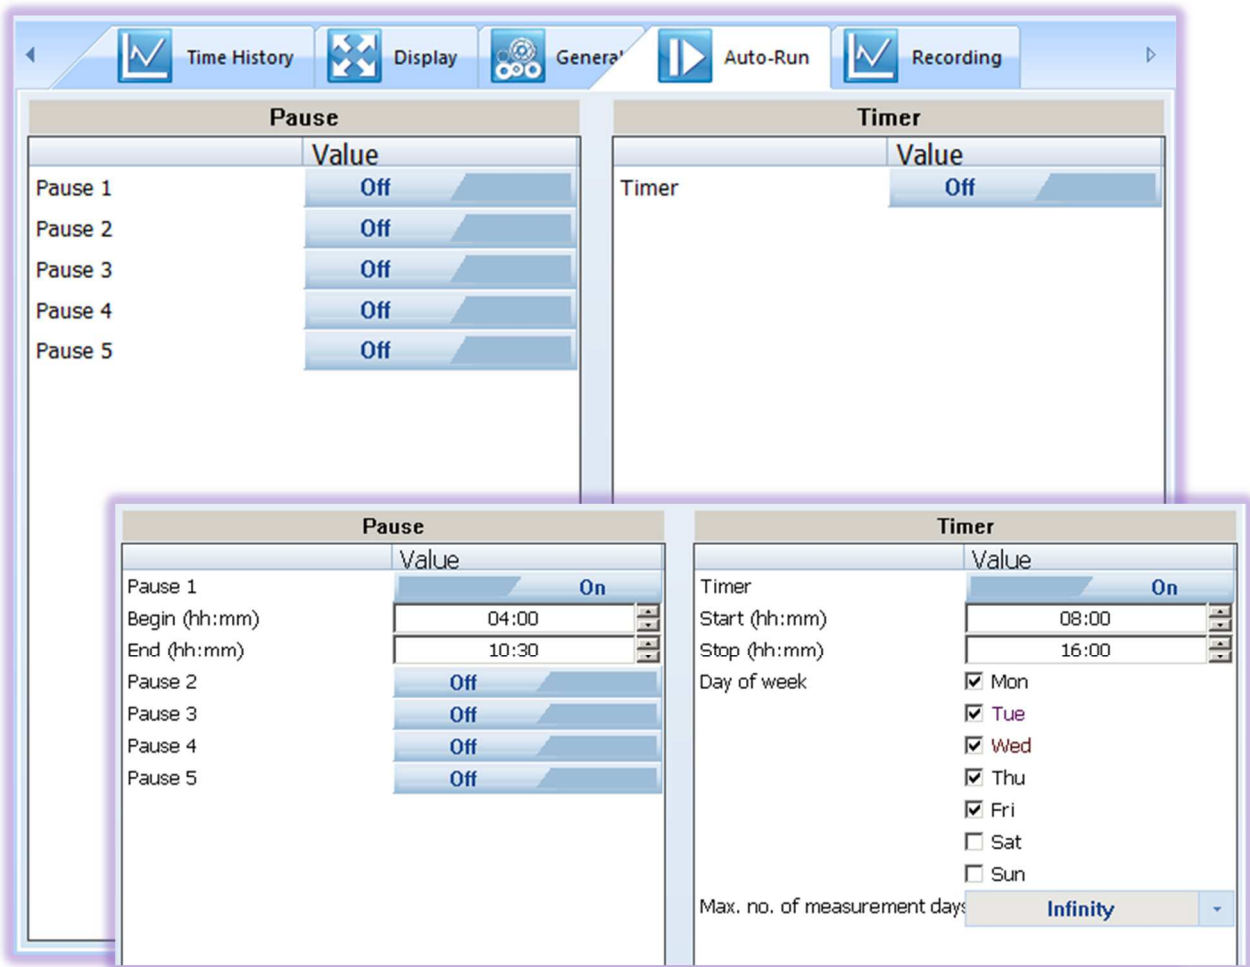 Time History Display General Auto-Run Recording
Pause Timer
Value Value
Pause 1 Off Timer Off
Pause 2 Off
Pause 3 Off
Pause 4 Off
Pause 5 Off
Pause Timer
Value Value
Pause 1 On Timer On
Begin (hh:mm) 04:00 Start (hh:mm) 08:00
End (hh:mm) 10:30 Stop (hh:mm) 16:00
Pause 2 Off Day of week Mon
Pause 3 Off Tue
Pause 4 Off Wed
Pause 5 Off Thu
Fri
Sat
Sun
Max. no. of measurement days Infinity